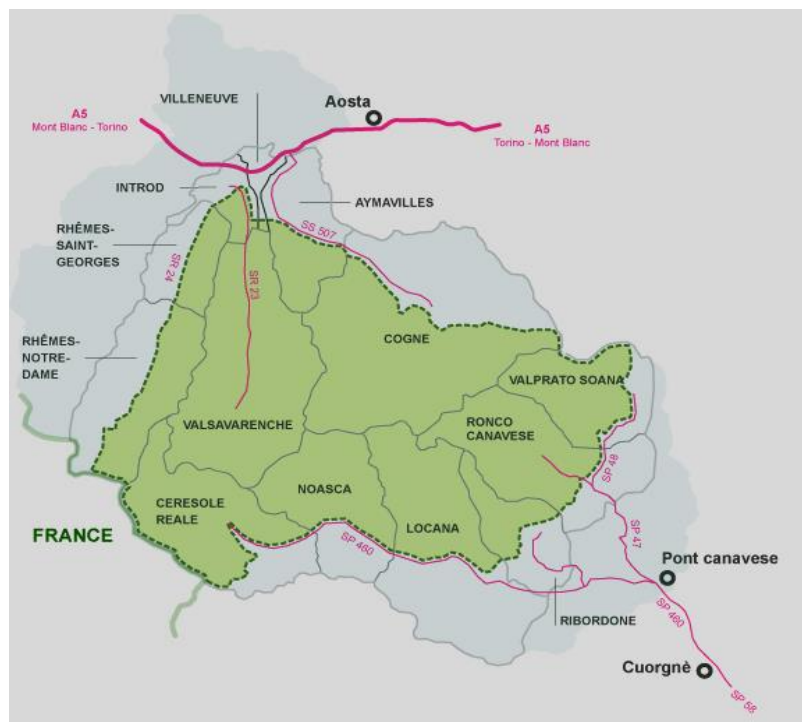 VILLENEUVE
Aosta
A5
Mont Blanc - Torino
A5
Torino - Mont Blanc
INTROD
AYMAVILLES
RHÊMES-
SAINT-
GEORGES
SR 24
SR 23
SS 507
RHÊMES-
NOTRE-
DAME
COGNE
VALPRATO SOANA
VALSAVARENCHE
RONCO
CANAVESE
SP 48
CERESOLE
REALE
NOASCA
LOCANA
FRANCE
SP 460
SP 47
Pont canavese
RIBORDONE
SP 460
Cuorgnè
SP 58